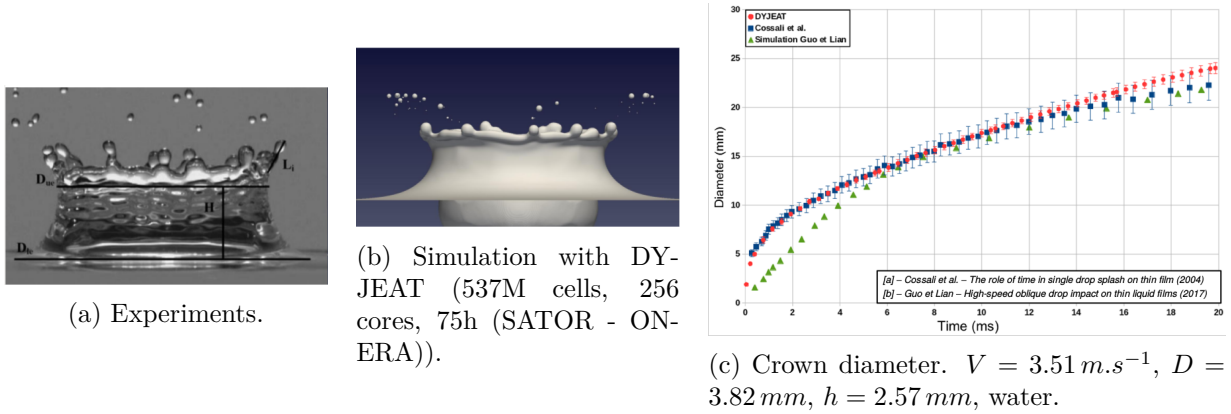 L_i
D_ue
H
(a) Experiments.
(b) Simulation with DY-
JEAT (537M cells, 256
cores, 75h (SATOR - ON-
ERA)).
30
25
20
15
10
5
0
Diameter (mm)
DYJEAT
Cossali et al.
Simulation Guo et Lian
[a] – Cossali et al. – The role of time in single drop splash on thin film (2004)
[b] – Guo et Lian – High-speed oblique drop impact on thin liquid films (2017)
0 2 4 6 8 10 12 14 16 18 20
Time (ms)
(c) Crown diameter. V = 3.51 m.s⁻¹, D =
3.82 mm, h = 2.57 mm, water.